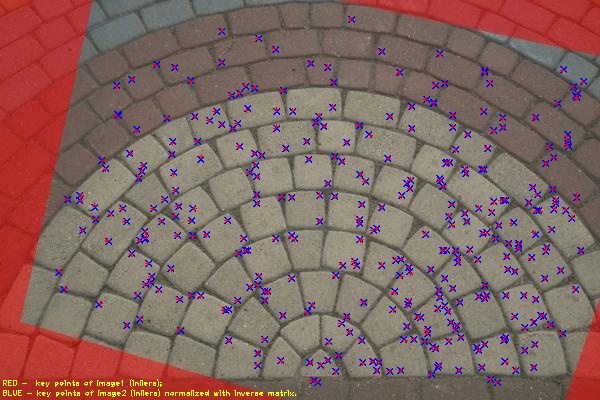 RED - key points of image1 (inliers);
BLUE - key points of image2 (inliers) normalized with inverse matrix.